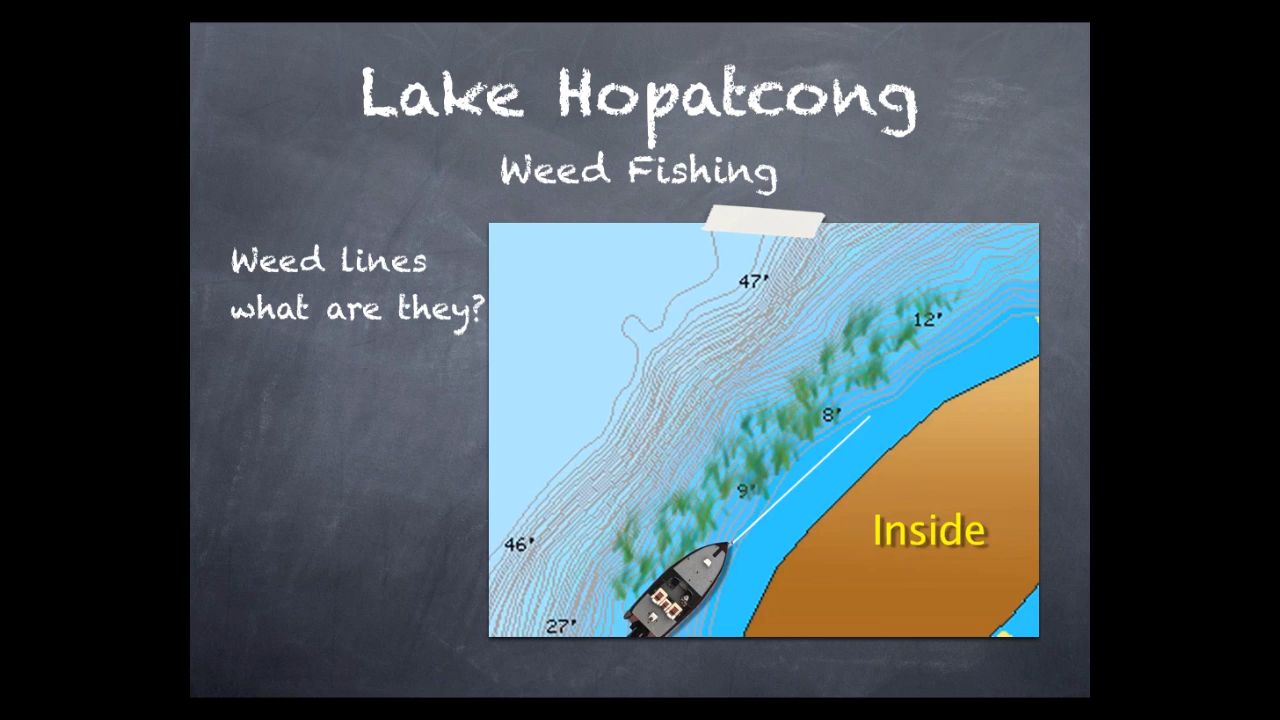 Lake Hopatcong
Weed Fishing
Weed lines
what are they?
47'
12'
8'
9'
Inside
46'
27'